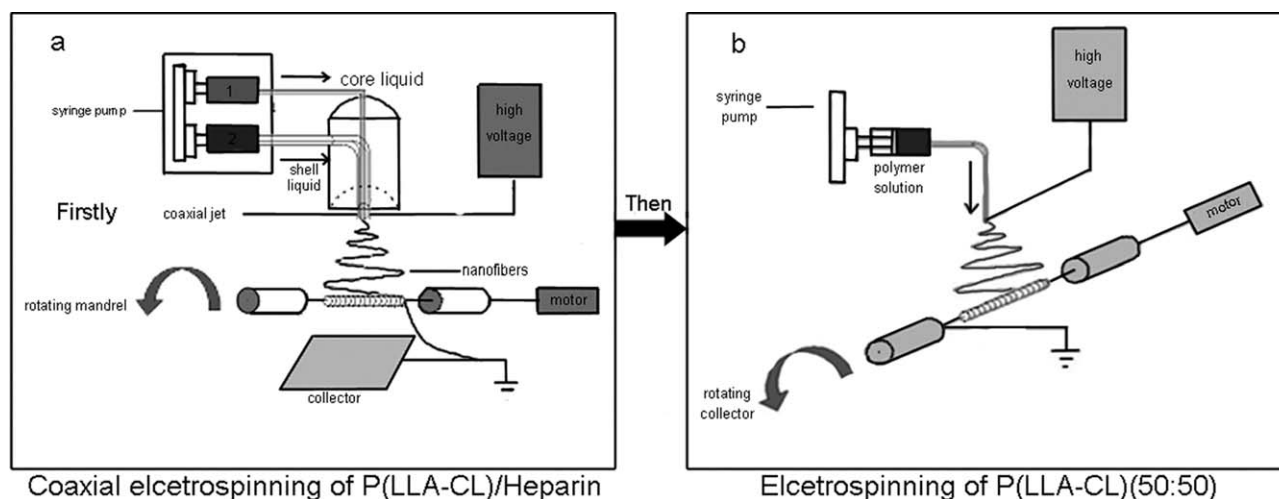 a
1
core liquid
syringe pump
2
high
voltage
shell
liquid
Firstly
coaxial jet
nanofibers
rotating mandrel
motor
collector
Then
b
high
voltage
syringe
pump
polymer
solution
motor
rotating
collector
Coaxial elcetrospinning of P(LLA-CL)/Heparin
Elcetrospinning of P(LLA-CL)(50:50)